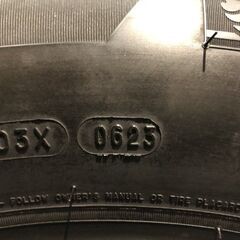 03X 0623
FOLLOW OWNER'S MANUAL OR TIRE PLACARD